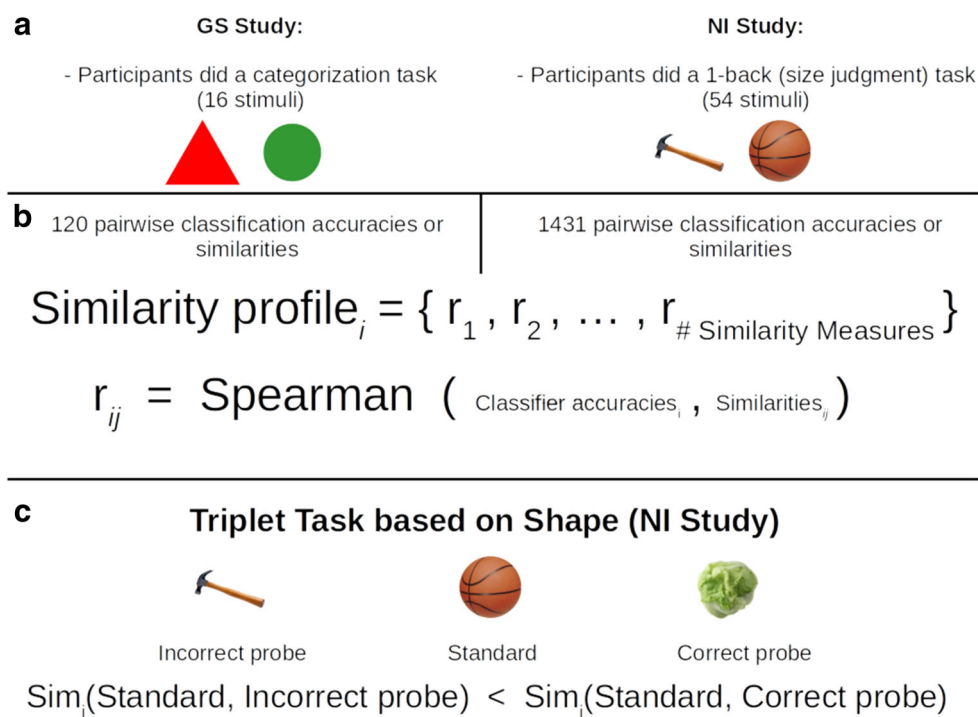 a
GS Study:
NI Study:
- Participants did a categorization task
(16 stimuli)
- Participants did a 1-back (size judgment) task
(54 stimuli)
b
120 pairwise classification accuracies or
similarities
1431 pairwise classification accuracies or
similarities
Similarity profile_i = { r_1 , r_2 , … , r_# Similarity Measures }
r_ij = Spearman ( Classifier accuracies_i , Similarities_ij )
c
Triplet Task based on Shape (NI Study)
Incorrect probe
Standard
Correct probe
Sim_i(Standard, Incorrect probe) < Sim_i(Standard, Correct probe)